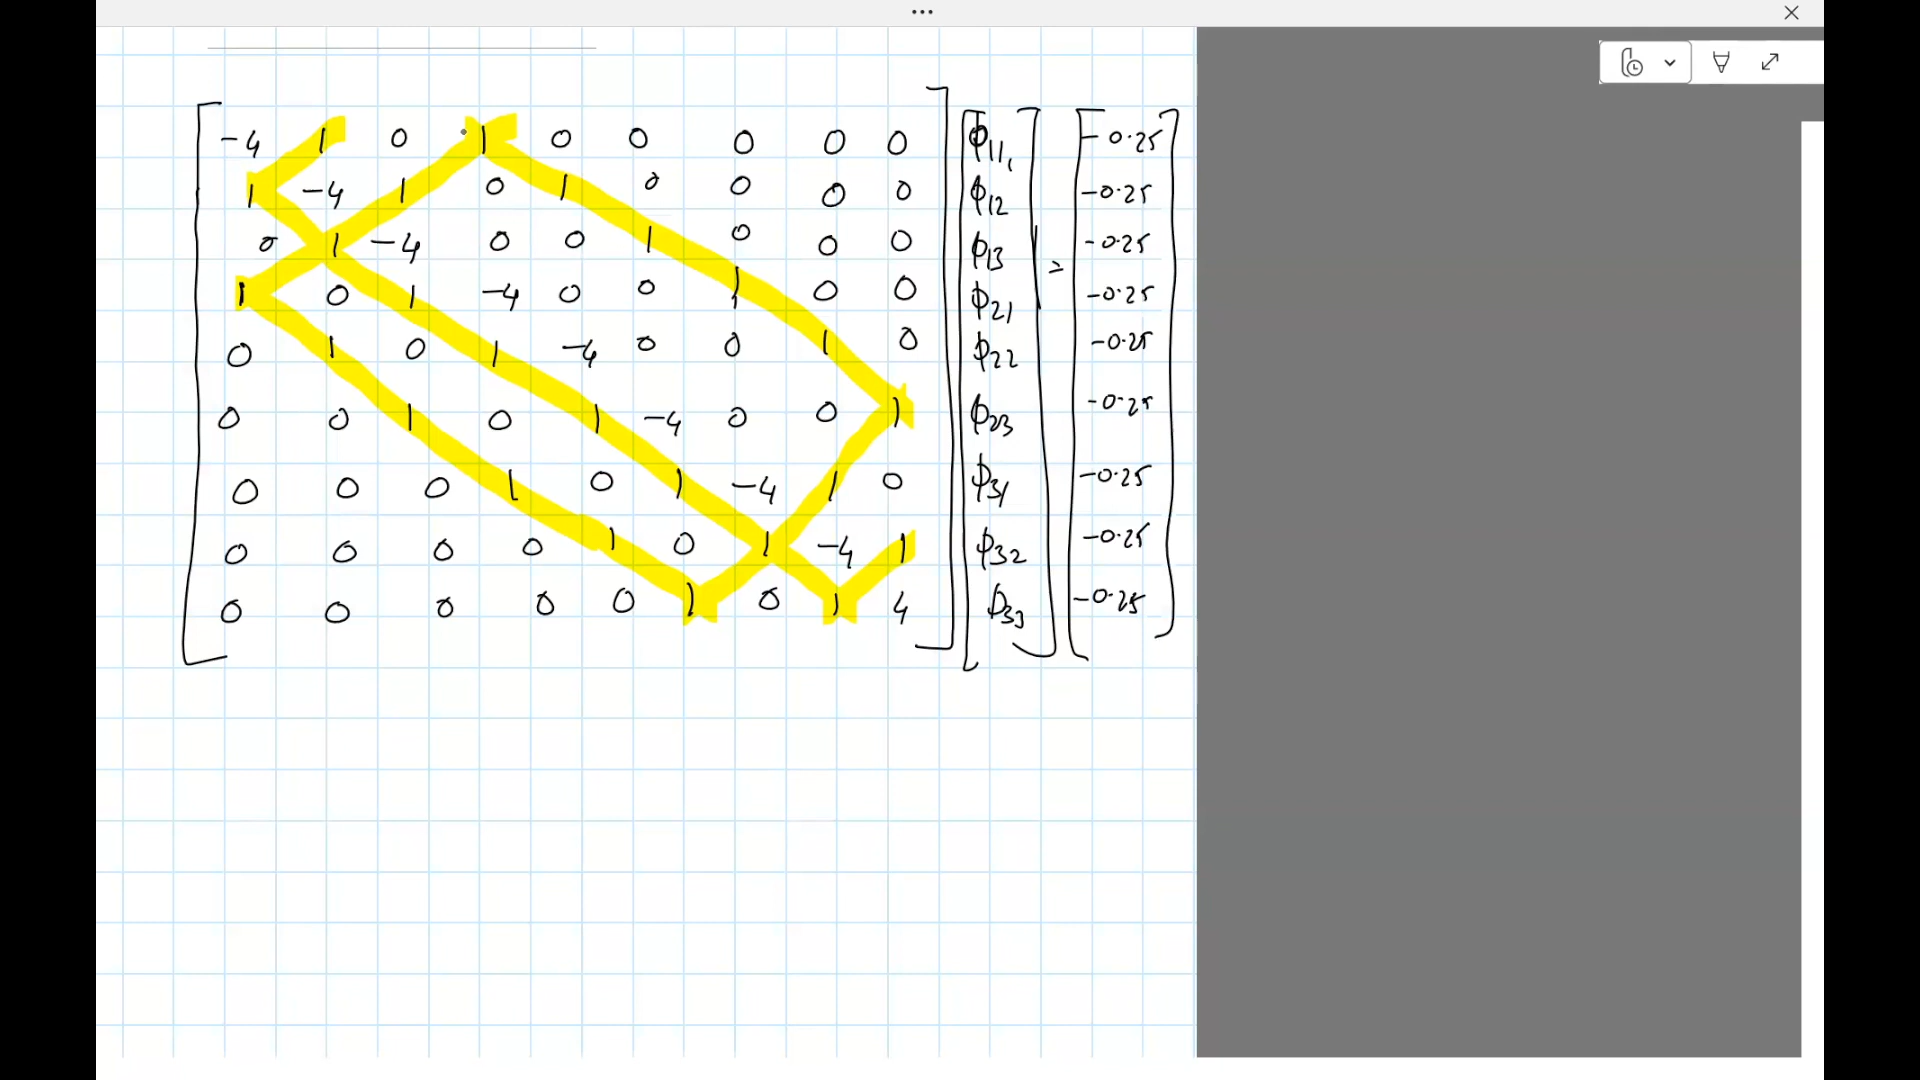 -4 1 0 1 0 0 0 0 0 φ11, -0.25
1 -4 1 0 1 0 0 0 0 φ12 -0.25
0 1 -4 0 0 1 0 0 0 φ13 = -0.25
1 0 1 -4 0 0 1 0 0 φ21 -0.25
0 1 0 1 -4 0 0 1 0 φ22 -0.25
0 0 1 0 1 -4 0 0 1 φ23 -0.25
0 0 0 1 0 1 -4 1 0 φ31 -0.25
0 0 0 0 1 0 1 -4 1 φ32 -0.25
0 0 0 0 0 1 0 1 4 φ33 -0.25